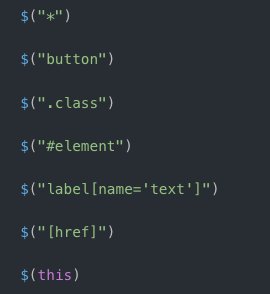 $("*")
$("button")
$(".class")
$("#element")
$("label[name='text']")
$("[href]")
$(this)